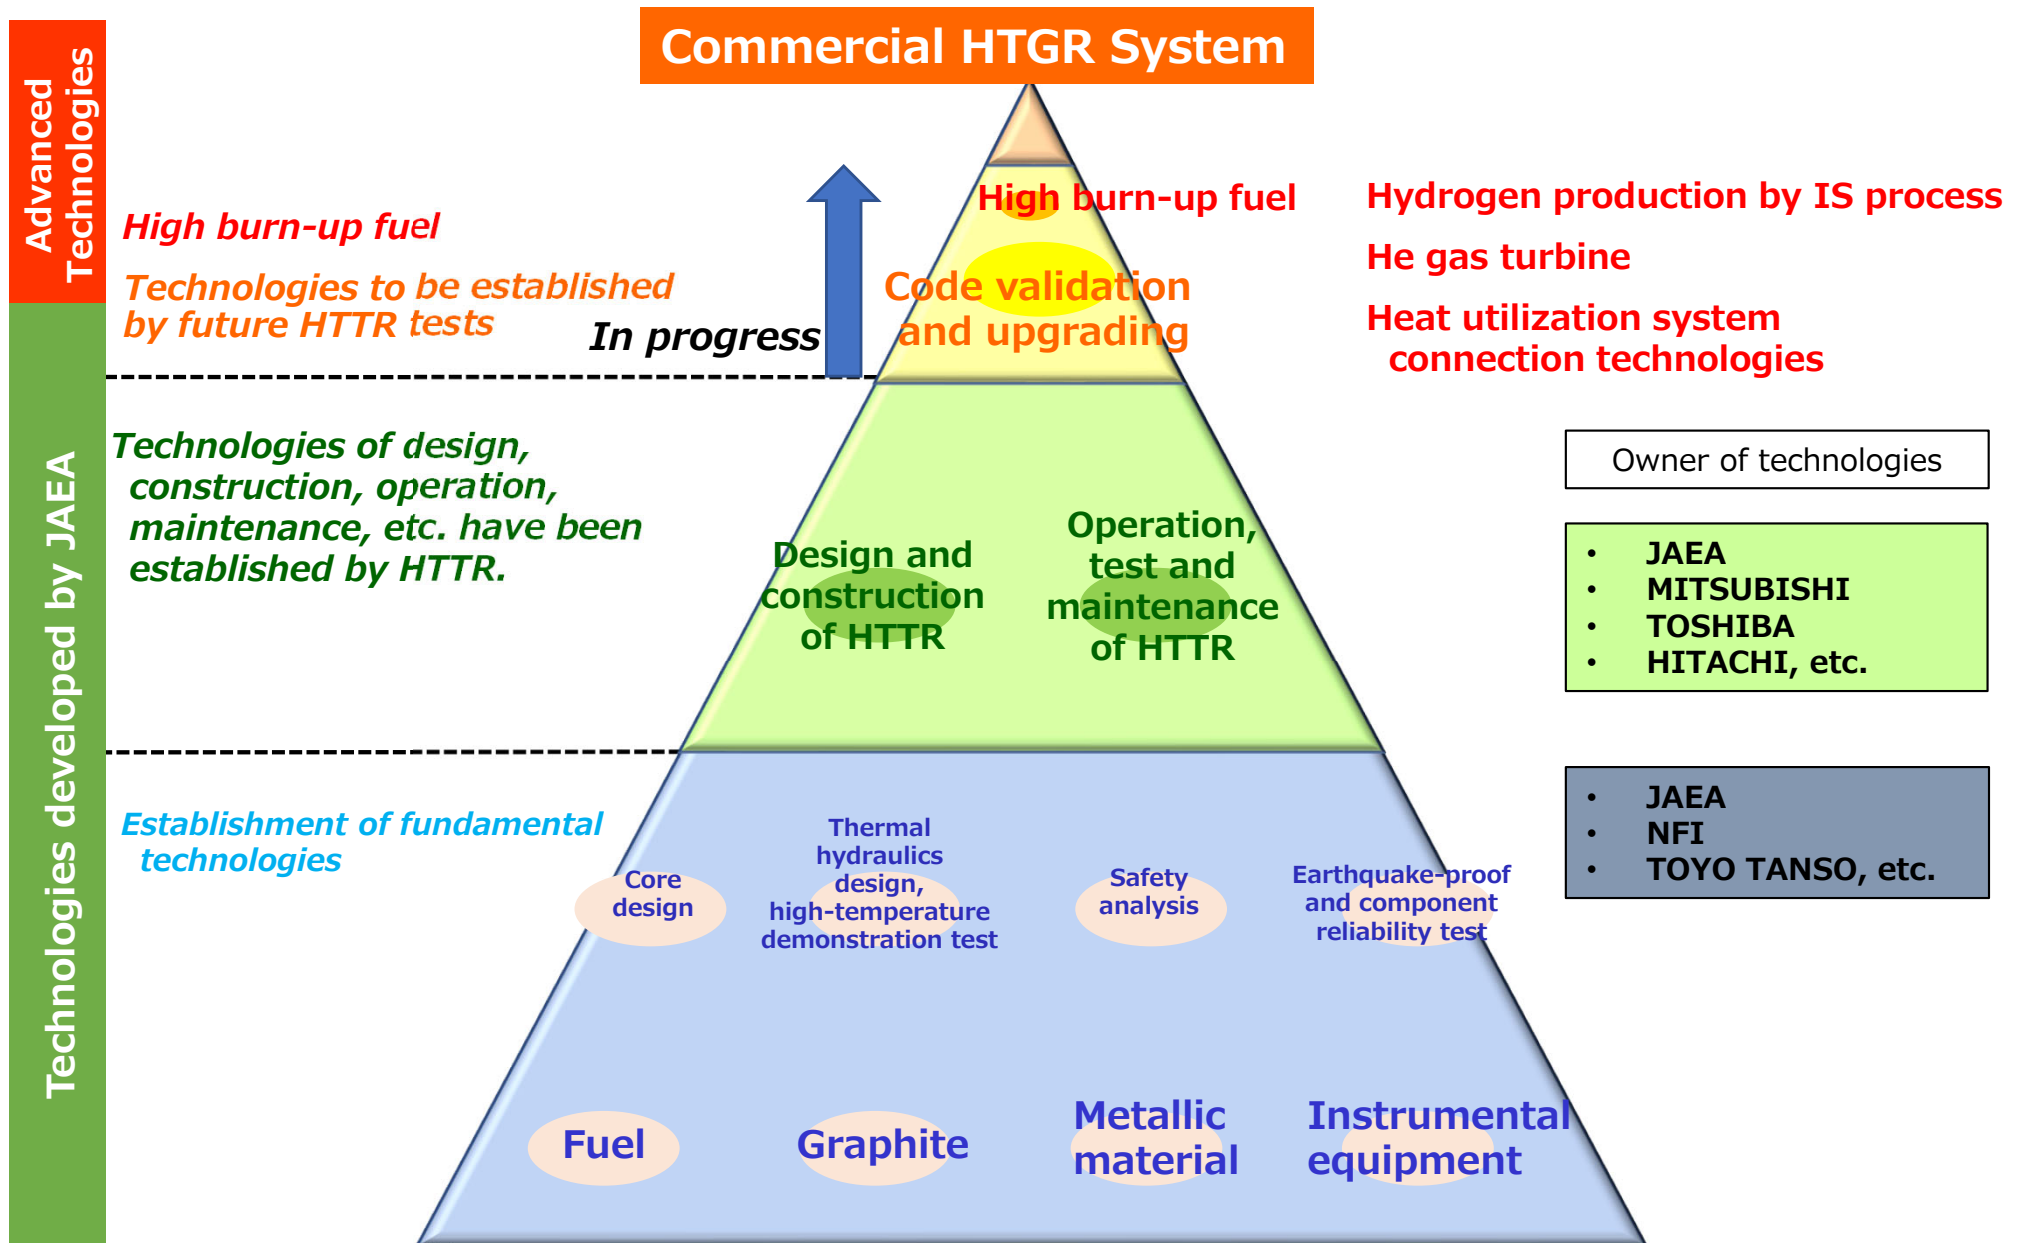 Commercial HTGR System
Advanced
Technologies
Technologies developed by JAEA
High burn-up fuel
Technologies to be established
by future HTTR tests
In progress
High burn-up fuel
Code validation
and upgrading
Hydrogen production by IS process
He gas turbine
Heat utilization system
connection technologies
Technologies of design,
construction, operation,
maintenance, etc. have been
established by HTTR.
Design and
construction
of HTTR
Operation,
test and
maintenance
of HTTR
Owner of technologies
• JAEA
• MITSUBISHI
• TOSHIBA
• HITACHI, etc.
Establishment of fundamental
technologies
Core
design
Thermal
hydraulics
design,
high-temperature
demonstration test
Safety
analysis
Earthquake-proof
and component
reliability test
• JAEA
• NFI
• TOYO TANSO, etc.
Fuel
Graphite
Metallic
material
Instrumental
equipment